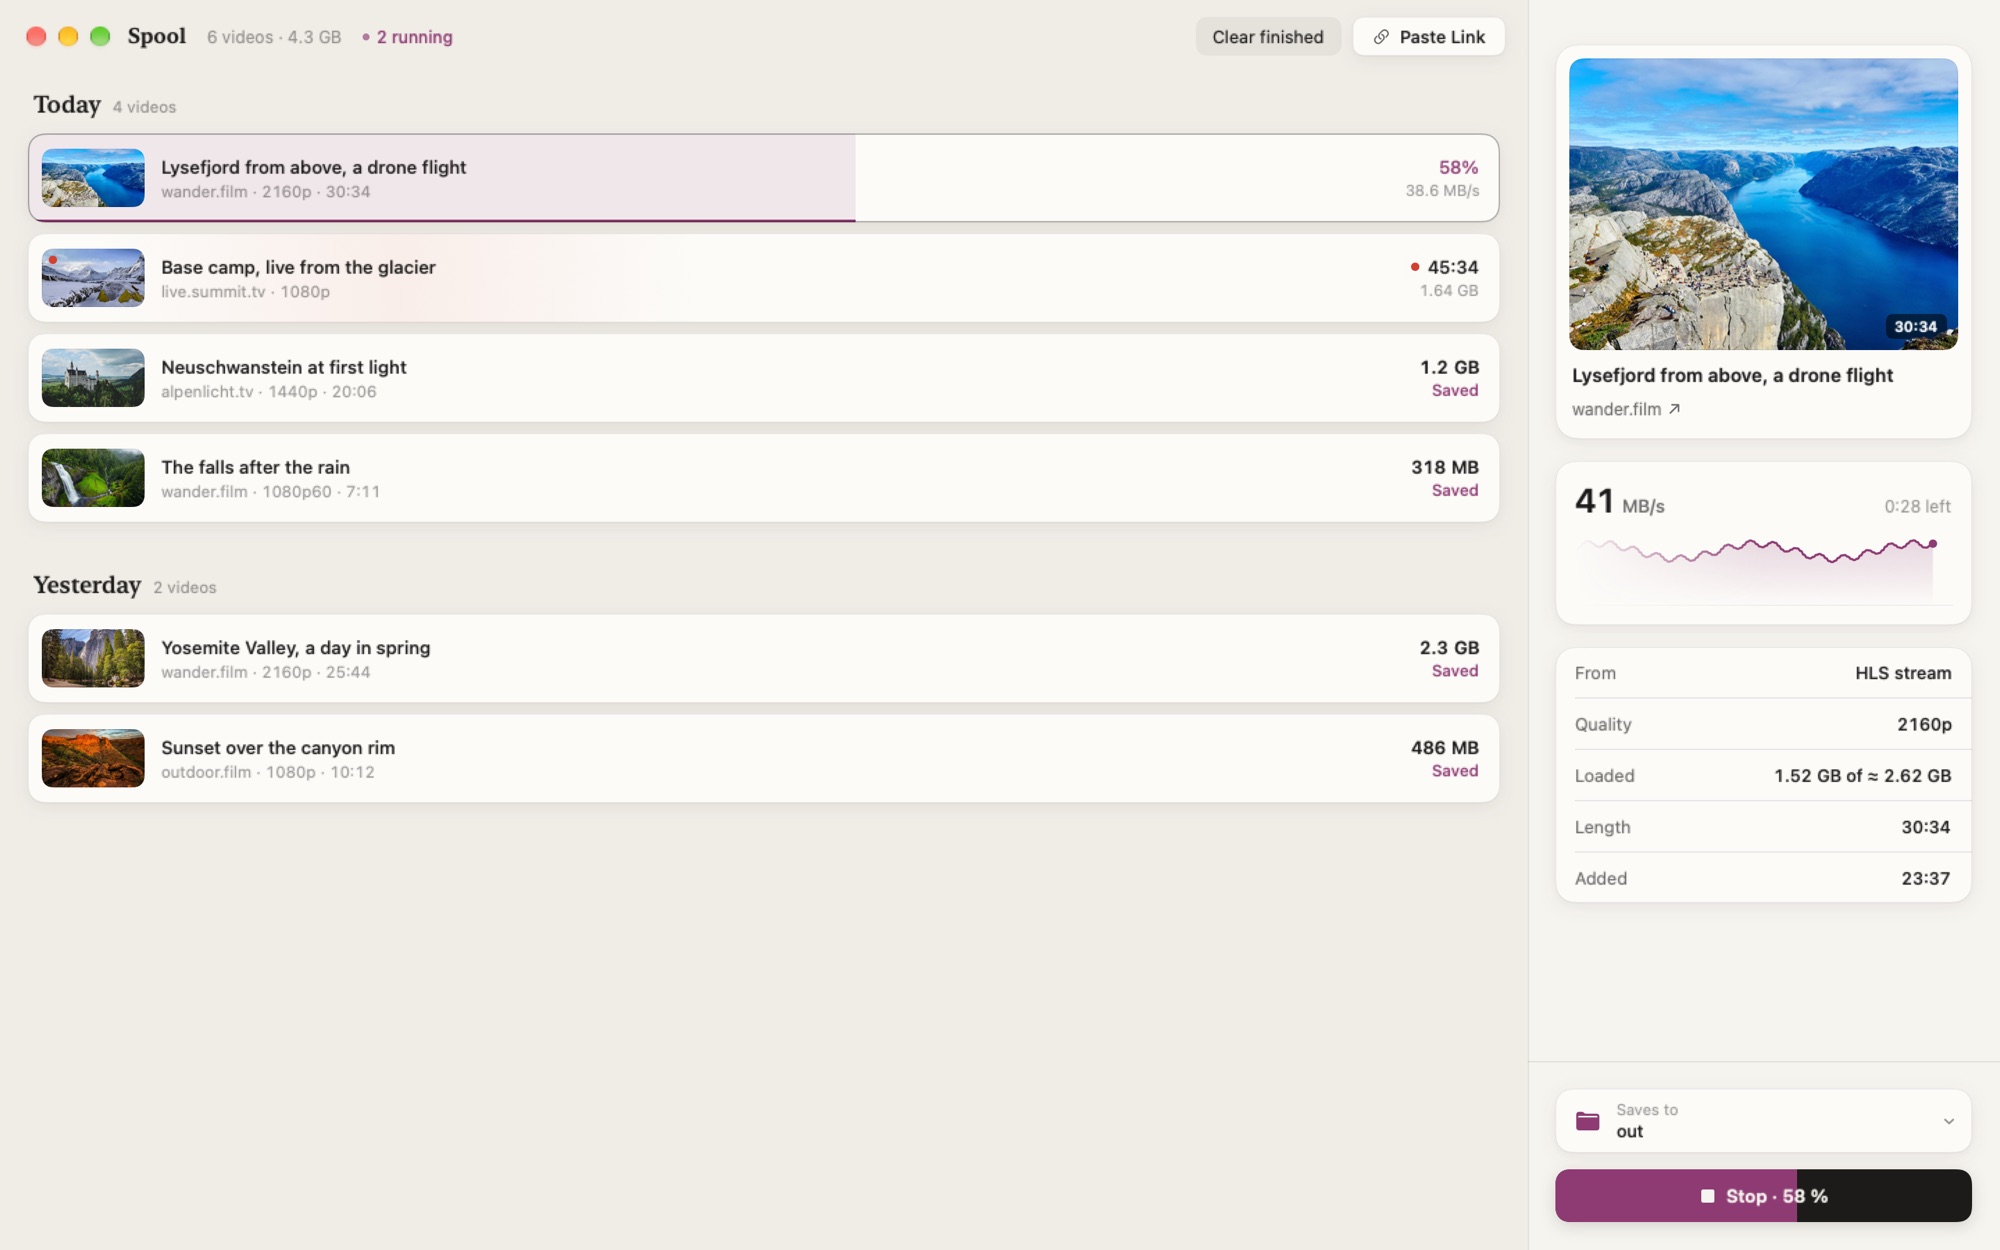 Spool 6 videos · 4.3 GB • 2 running
Clear finished
Paste Link
Today 4 videos
Lysefjord from above, a drone flight
wander.film · 2160p · 30:34
58%
38.6 MB/s
Base camp, live from the glacier
live.summit.tv · 1080p
45:34
1.64 GB
Neuschwanstein at first light
alpenlicht.tv · 1440p · 20:06
1.2 GB
Saved
The falls after the rain
wander.film · 1080p60 · 7:11
318 MB
Saved
Yesterday 2 videos
Yosemite Valley, a day in spring
wander.film · 2160p · 25:44
2.3 GB
Saved
Sunset over the canyon rim
outdoor.film · 1080p · 10:12
486 MB
Saved
30:34
Lysefjord from above, a drone flight
wander.film ↗
41 MB/s 0:28 left
From HLS stream
Quality 2160p
Loaded 1.52 GB of ≈ 2.62 GB
Length 30:34
Added 23:37
Saves to
out
Stop · 58 %